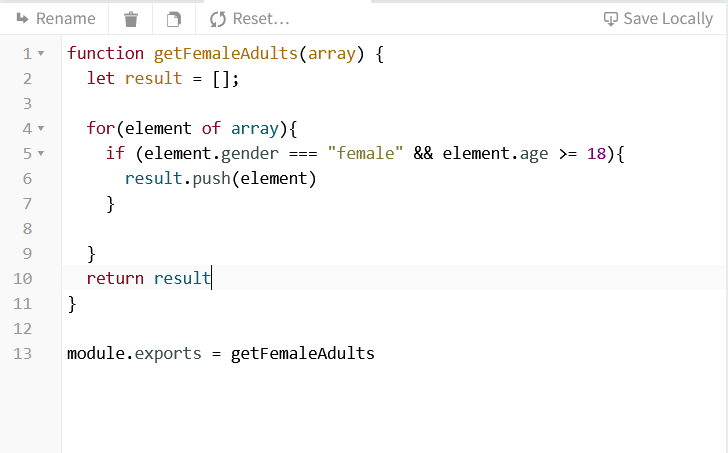 Rename Reset... Save Locally
1 function getFemaleAdults(array) {
2   let result = [];
3
4   for(element of array){
5     if (element.gender === "female" && element.age >= 18){
6       result.push(element)
7     }
8
9   }
10   return result
11 }
12
13 module.exports = getFemaleAdults